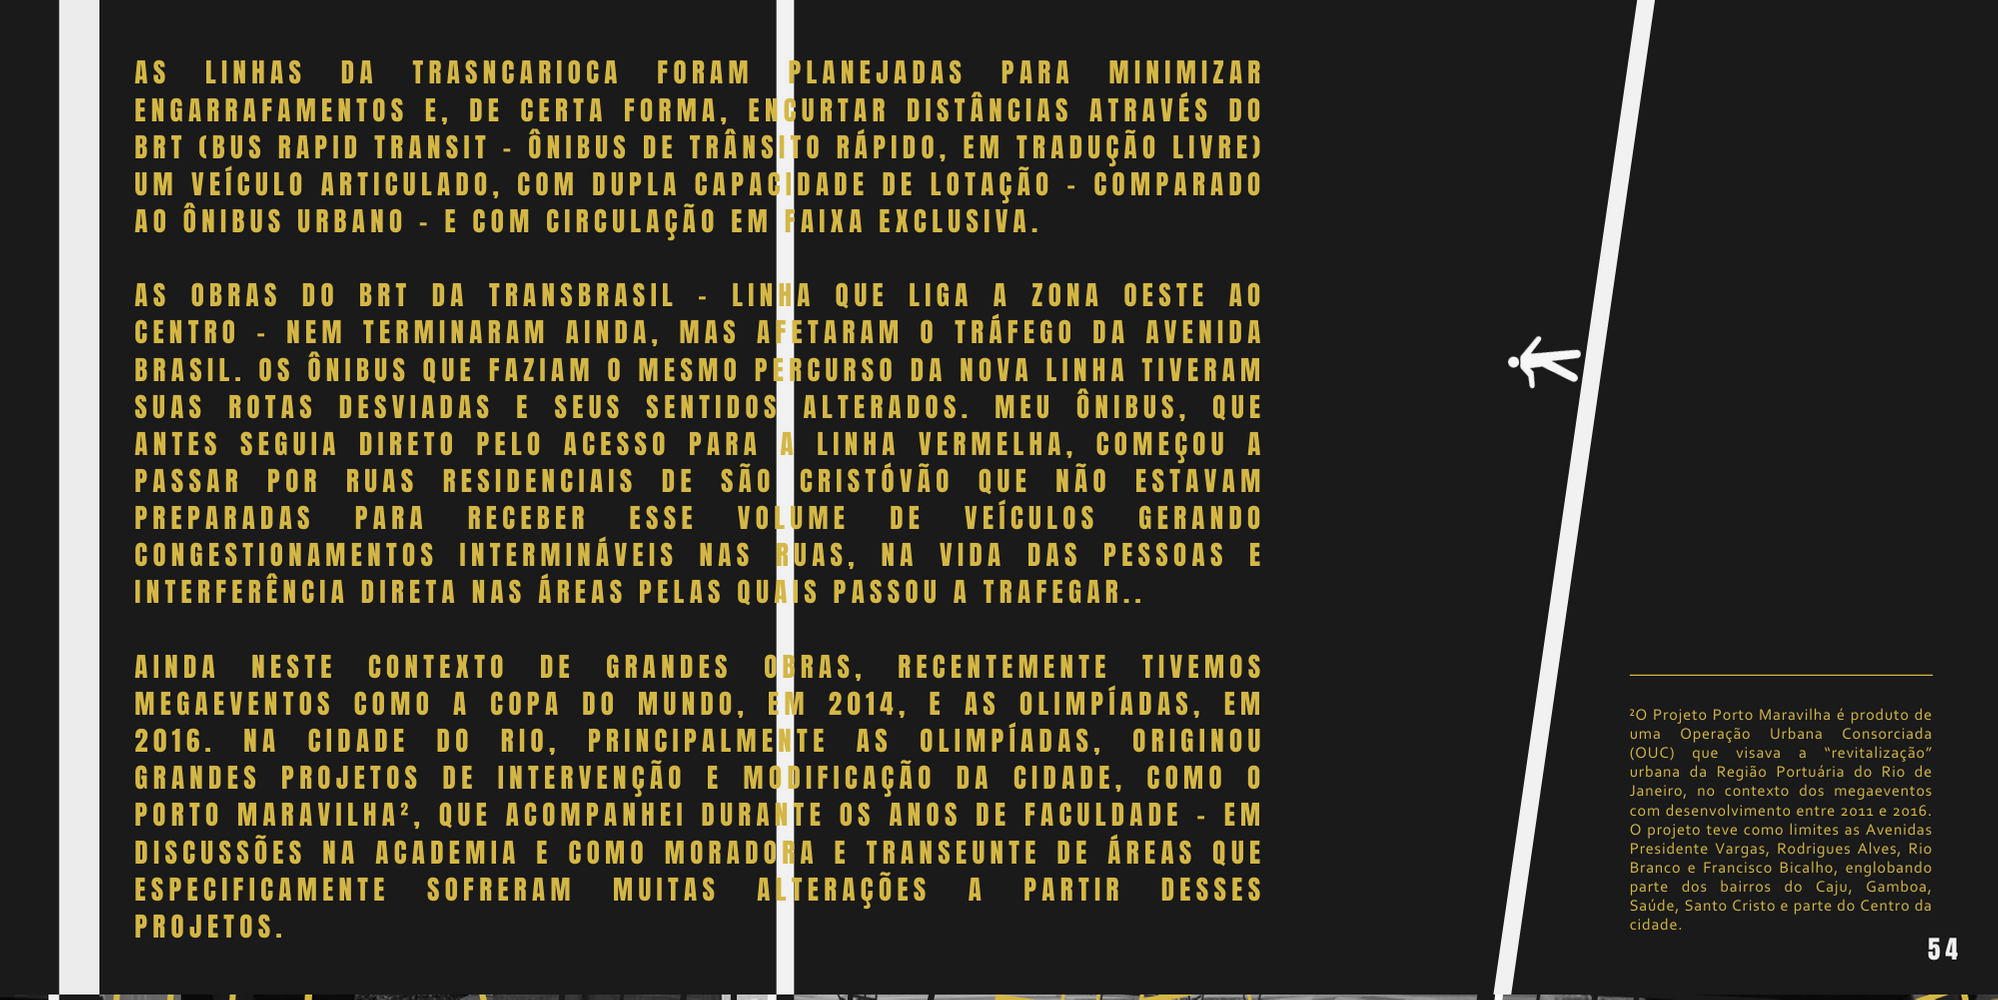 AS LINHAS DA TRASNCARIOCA FORAM PLANEJADAS PARA MINIMIZAR
ENGARRAFAMENTOS E, DE CERTA FORMA, ENCURTAR DISTÂNCIAS ATRAVÉS DO
BRT (BUS RAPID TRANSIT - ÔNIBUS DE TRÂNSITO RÁPIDO, EM TRADUÇÃO LIVRE)
UM VEÍCULO ARTICULADO, COM DUPLA CAPACIDADE DE LOTAÇÃO - COMPARADO
AO ÔNIBUS URBANO - E COM CIRCULAÇÃO EM FAIXA EXCLUSIVA.
AS OBRAS DO BRT DA TRANSBRASIL - LINHA QUE LIGA A ZONA OESTE AO
CENTRO - NEM TERMINARAM AINDA, MAS AFETARAM O TRÁFEGO DA AVENIDA
BRASIL. OS ÔNIBUS QUE FAZIAM O MESMO PERCURSO DA NOVA LINHA TIVERAM
SUAS ROTAS DESVIADAS E SEUS SENTIDOS ALTERADOS. MEU ÔNIBUS, QUE
ANTES SEGUIA DIRETO PELO ACESSO PARA A LINHA VERMELHA, COMEÇOU A
PASSAR POR RUAS RESIDENCIAIS DE SÃO CRISTÓVÃO QUE NÃO ESTAVAM
PREPARADAS PARA RECEBER ESSE VOLUME DE VEÍCULOS GERANDO
CONGESTIONAMENTOS INTERMINÁVEIS NAS RUAS, NA VIDA DAS PESSOAS E
INTERFERÊNCIA DIRETA NAS ÁREAS PELAS QUAIS PASSOU A TRAFEGAR..
AINDA NESTE CONTEXTO DE GRANDES OBRAS, RECENTEMENTE TIVEMOS
MEGAEVENTOS COMO A COPA DO MUNDO, EM 2014, E AS OLIMPÍADAS, EM
2016. NA CIDADE DO RIO, PRINCIPALMENTE AS OLIMPÍADAS, ORIGINOU
GRANDES PROJETOS DE INTERVENÇÃO E MODIFICAÇÃO DA CIDADE, COMO O
PORTO MARAVILHA², QUE ACOMPANHEI DURANTE OS ANOS DE FACULDADE - EM
DISCUSSÕES NA ACADEMIA E COMO MORADORA E TRANSEUNTE DE ÁREAS QUE
ESPECIFICAMENTE SOFRERAM MUITAS ALTERAÇÕES A PARTIR DESSES
PROJETOS.
²O Projeto Porto Maravilha é produto de
uma Operação Urbana Consorciada
(OUC) que visava a “revitalização”
urbana da Região Portuária do Rio de
Janeiro, no contexto dos megaeventos
com desenvolvimento entre 2011 e 2016.
O projeto teve como limites as Avenidas
Presidente Vargas, Rodrigues Alves, Rio
Branco e Francisco Bicalho, englobando
parte dos bairros do Caju, Gamboa,
Saúde, Santo Cristo e parte do Centro da
cidade.
54